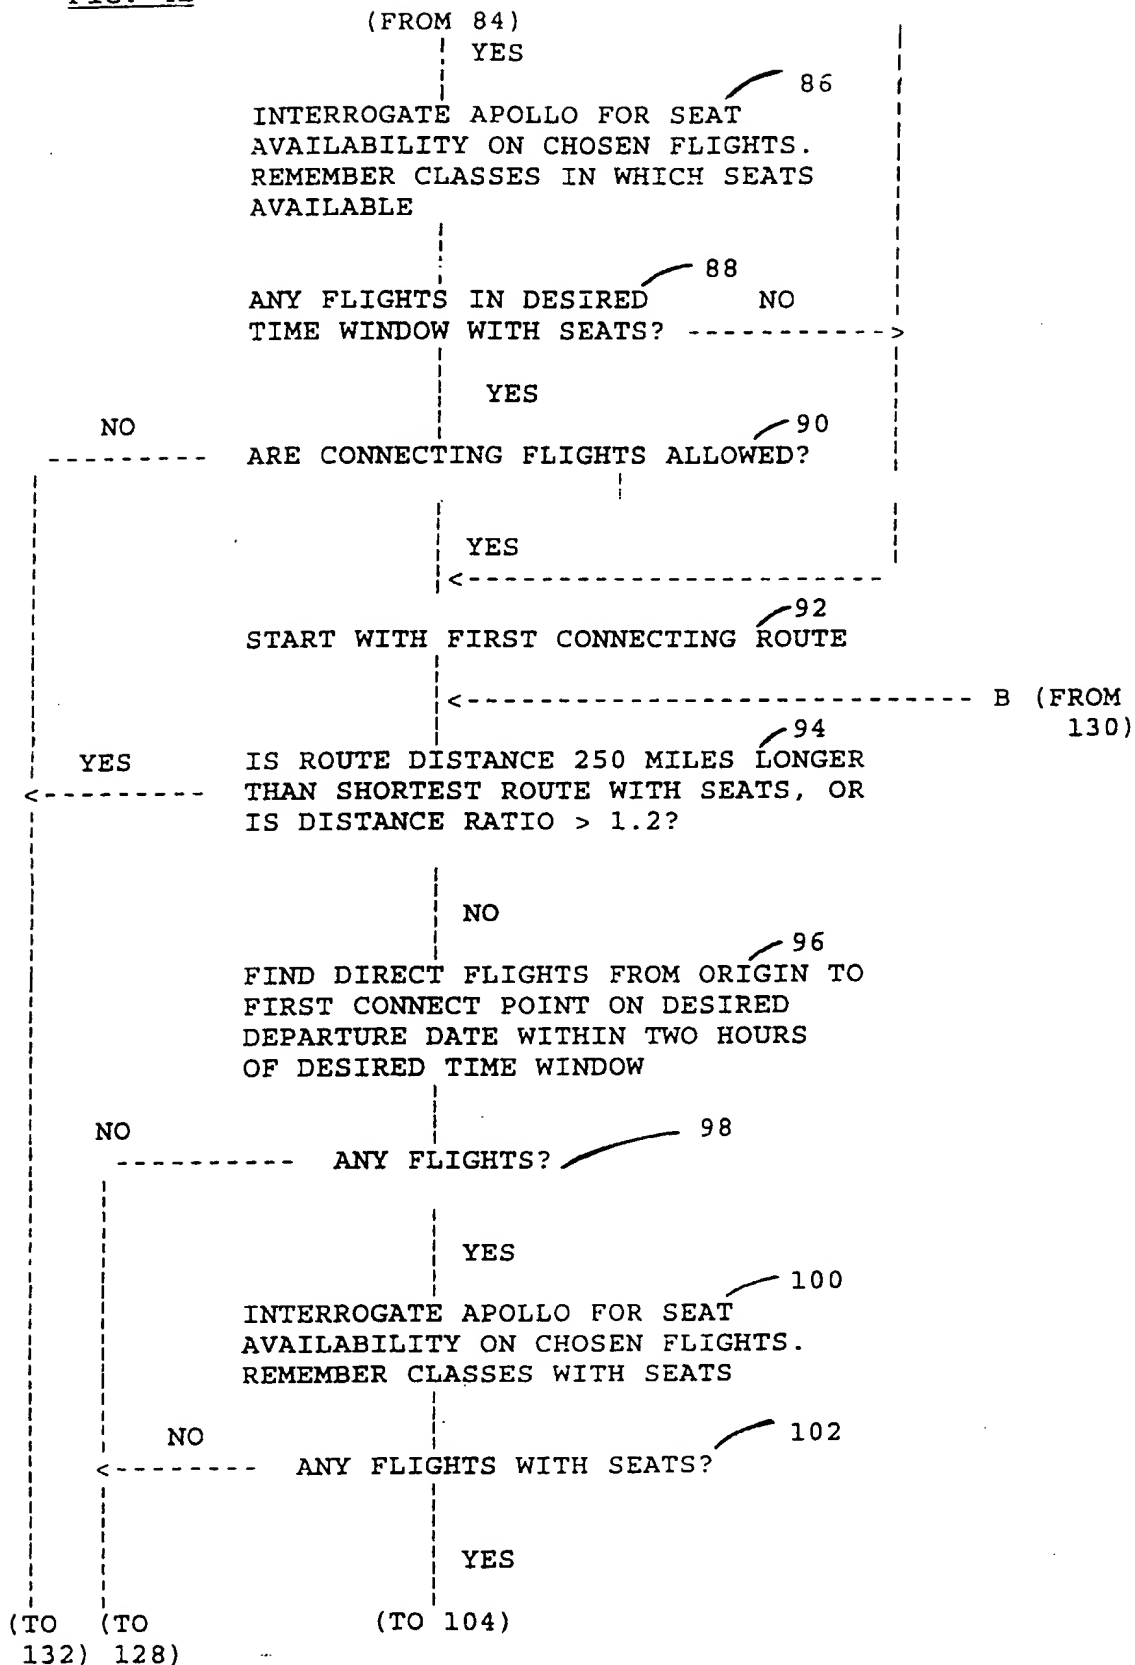 (FROM 84)
YES
86
INTERROGATE APOLLO FOR SEAT
AVAILABILITY ON CHOSEN FLIGHTS.
REMEMBER CLASSES IN WHICH SEATS
AVAILABLE
88
ANY FLIGHTS IN DESIRED NO
TIME WINDOW WITH SEATS?
YES
NO
90
ARE CONNECTING FLIGHTS ALLOWED?
YES
92
START WITH FIRST CONNECTING ROUTE
B (FROM
130)
94
YES
IS ROUTE DISTANCE 250 MILES LONGER
THAN SHORTEST ROUTE WITH SEATS, OR
IS DISTANCE RATIO > 1.2?
NO
96
FIND DIRECT FLIGHTS FROM ORIGIN TO
FIRST CONNECT POINT ON DESIRED
DEPARTURE DATE WITHIN TWO HOURS
OF DESIRED TIME WINDOW
NO
98
ANY FLIGHTS?
YES
100
INTERROGATE APOLLO FOR SEAT
AVAILABILITY ON CHOSEN FLIGHTS.
REMEMBER CLASSES WITH SEATS
102
NO
ANY FLIGHTS WITH SEATS?
YES
(TO (TO (TO 104)
132) 128)